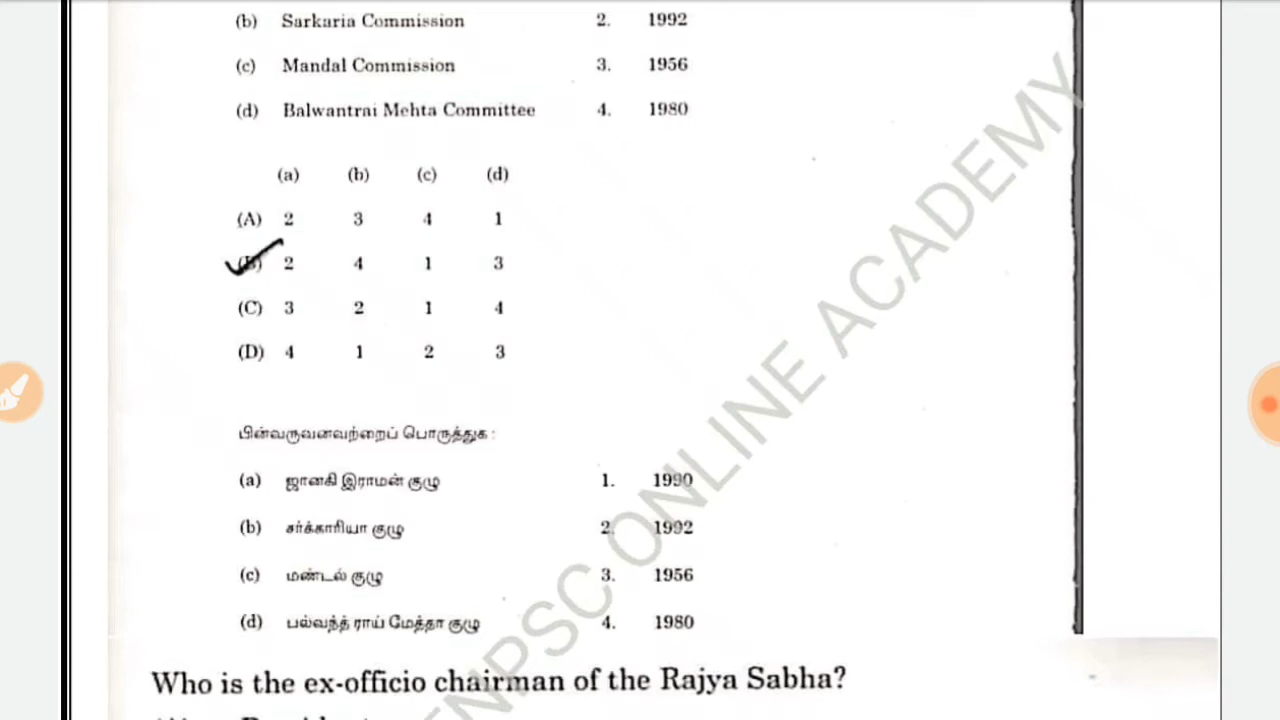 (b) Sarkaria Commission 2. 1992
(c) Mandal Commission 3. 1956
(d) Balwantrai Mehta Committee 4. 1980
(a) (b) (c) (d)
(A) 2 3 4 1
(B) 2 4 1 3
(C) 3 2 1 4
(D) 4 1 2 3
பின்வருவனவற்றைப் பொருத்துக :
(a) ஜானகி இராமன் குழு 1. 1990
(b) சர்க்காரியா குழு 2. 1992
(c) மண்டல் குழு 3. 1956
(d) பல்வந்த் ராய் மேத்தா குழு 4. 1980
Who is the ex-officio chairman of the Rajya Sabha?
TNPSC ONLINE ACADEMY